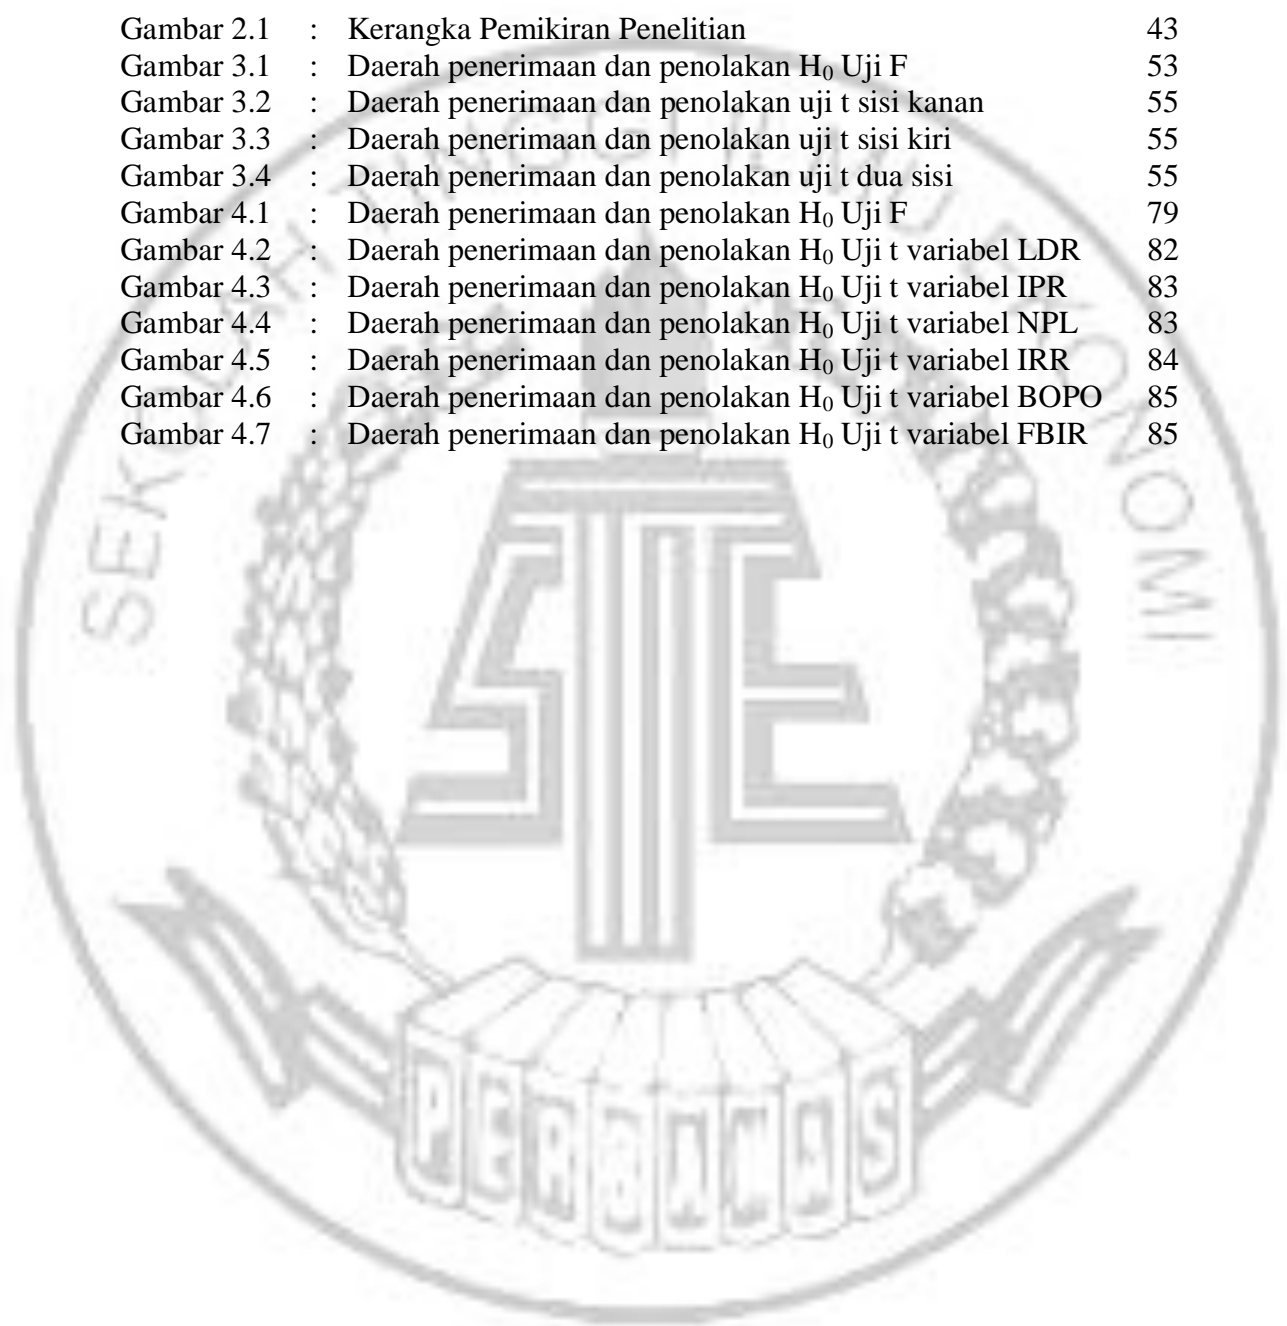 Gambar 2.1 : Kerangka Pemikiran Penelitian 43
Gambar 3.1 : Daerah penerimaan dan penolakan H₀ Uji F 53
Gambar 3.2 : Daerah penerimaan dan penolakan uji t sisi kanan 55
Gambar 3.3 : Daerah penerimaan dan penolakan uji t sisi kiri 55
Gambar 3.4 : Daerah penerimaan dan penolakan uji t dua sisi 55
Gambar 4.1 : Daerah penerimaan dan penolakan H₀ Uji F 79
Gambar 4.2 : Daerah penerimaan dan penolakan H₀ Uji t variabel LDR 82
Gambar 4.3 : Daerah penerimaan dan penolakan H₀ Uji t variabel IPR 83
Gambar 4.4 : Daerah penerimaan dan penolakan H₀ Uji t variabel NPL 83
Gambar 4.5 : Daerah penerimaan dan penolakan H₀ Uji t variabel IRR 84
Gambar 4.6 : Daerah penerimaan dan penolakan H₀ Uji t variabel BOPO 85
Gambar 4.7 : Daerah penerimaan dan penolakan H₀ Uji t variabel FBIR 85
SEKOLAH TINGGI ILMU EKONOMI
STIE
PERBANAS